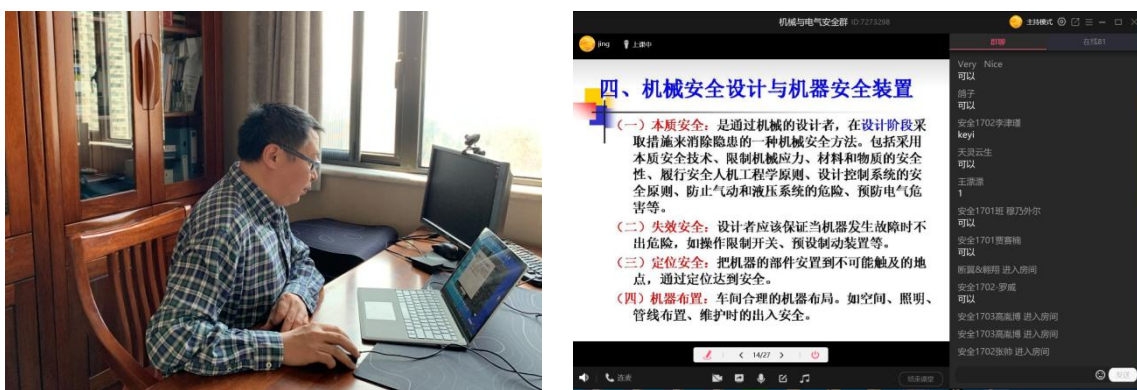 机械与电气安全群 ID:7273298
主持模式
jing 上课中
群聊 在线81
四、机械安全设计与机器安全装置
（一）本质安全：是通过机械的设计者，在设计阶段采
取措施来消除隐患的一种机械安全方法。包括采用
本质安全技术、限制机械应力、材料和物质的安全
性、履行安全人机工程学原则、设计控制系统的安
全原则、防止气动和液压系统的危险、预防电气危
害等。
（二）失效安全：设计者应该保证当机器发生故障时不
出危险，如操作限制开关、预设制动装置等。
（三）定位安全：把机器的部件安置到不可能触及的地
点，通过定位达到安全。
（四）机器布置：车间合理的机器布局。如空间、照明、
管线布置、维护时的出入安全。
14/27
连麦
结束课堂
Very Nice
可以
鸽子
可以
安全1702李津瑾
keyi
天灵云生
可以
王漂漂
1
安全1701班 穆乃外尔
可以
安全1701贾赛楠
可以
断翼&翱翔 进入房间
安全1702-罗威
可以
安全1703高胤博 进入房间
安全1703高胤博 进入房间
安全1702张帅 进入房间
发送